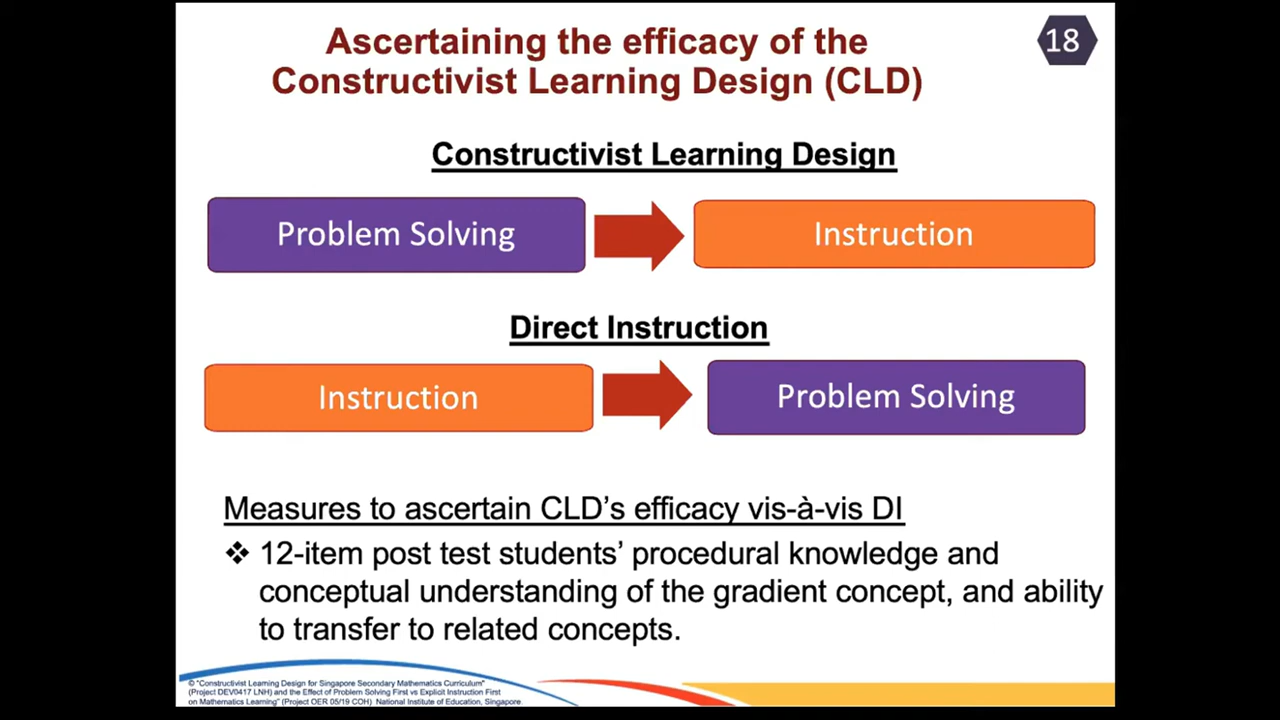 Ascertaining the efficacy of the
Constructivist Learning Design (CLD)
18
Constructivist Learning Design
Problem Solving
Instruction
Direct Instruction
Instruction
Problem Solving
Measures to ascertain CLD's efficacy vis-à-vis DI
❖ 12-item post test students' procedural knowledge and
conceptual understanding of the gradient concept, and ability
to transfer to related concepts.
© "Constructivist Learning Design for Singapore Secondary Mathematics Curriculum"
(Project DEV0417 LNH) and the Effect of Problem Solving First vs Explicit Instruction First
on Mathematics Learning" (Project OER 05/19 COH) National Institute of Education, Singapore